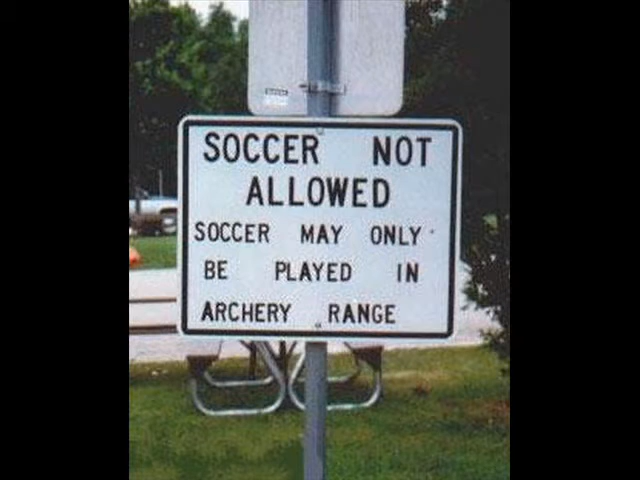 SOCCER NOT
ALLOWED
SOCCER MAY ONLY
BE PLAYED IN
ARCHERY RANGE